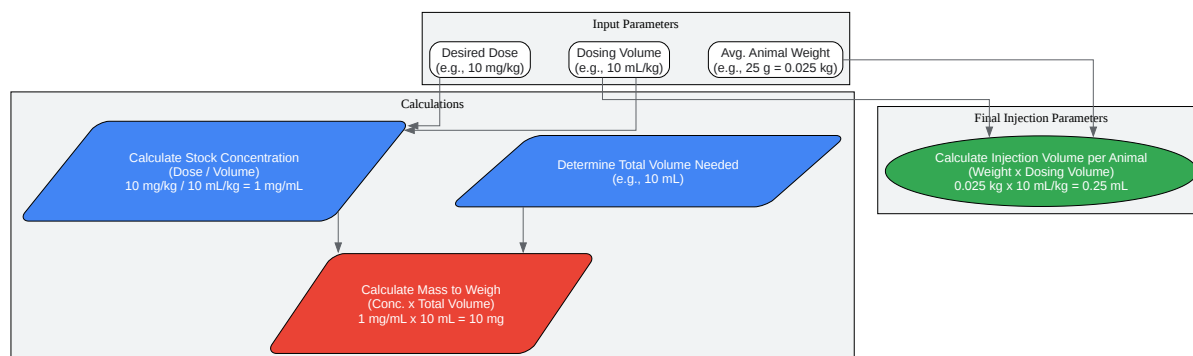 Input Parameters
Desired Dose
(e.g., 10 mg/kg)
Dosing Volume
(e.g., 10 mL/kg)
Avg. Animal Weight
(e.g., 25 g = 0.025 kg)
Calculations
Calculate Stock Concentration
(Dose / Volume)
10 mg/kg / 10 mL/kg = 1 mg/mL
Determine Total Volume Needed
(e.g., 10 mL)
Calculate Mass to Weigh
(Conc. x Total Volume)
1 mg/mL x 10 mL = 10 mg
Final Injection Parameters
Calculate Injection Volume per Animal
(Weight x Dosing Volume)
0.025 kg x 10 mL/kg = 0.25 mL